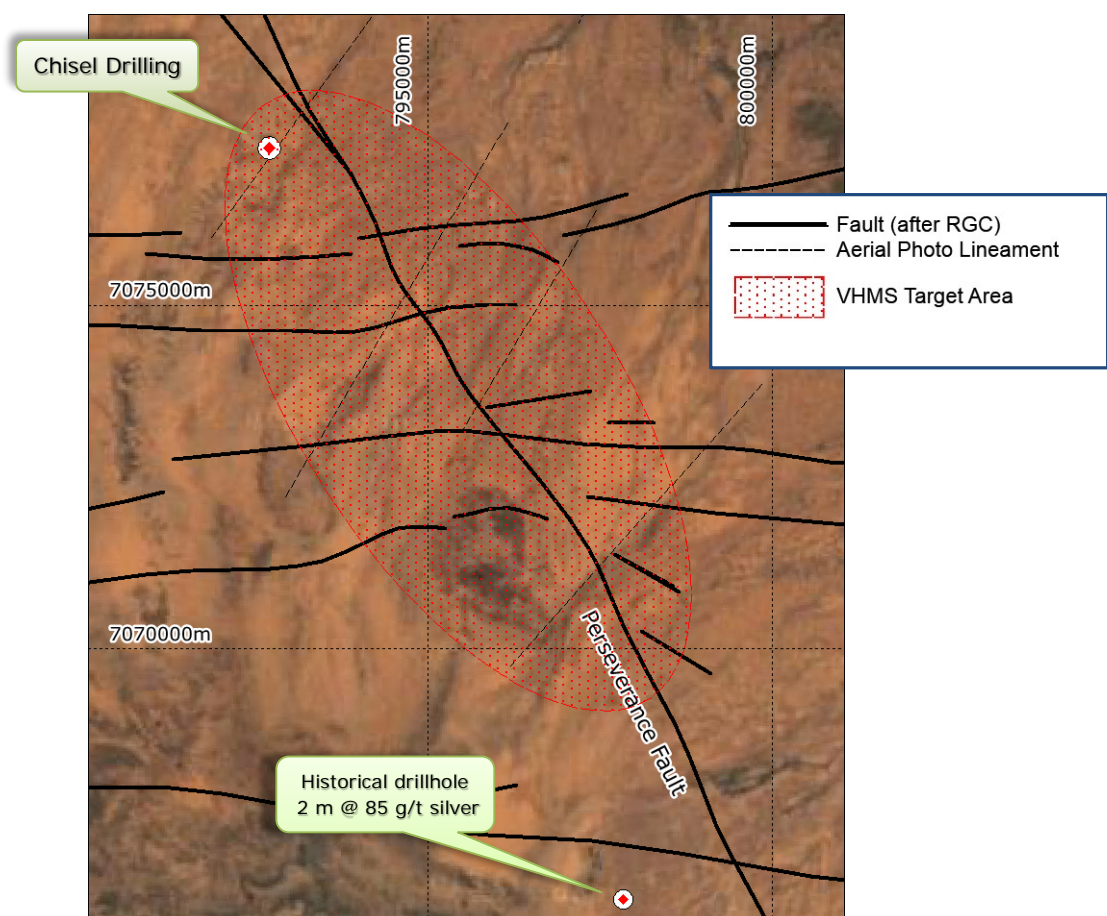 Chisel Drilling
795000m
800000m
Fault (after RGC)
Aerial Photo Lineament
VHMS Target Area
7075000m
7070000m
Perseverance Fault
Historical drillhole
2 m @ 85 g/t silver